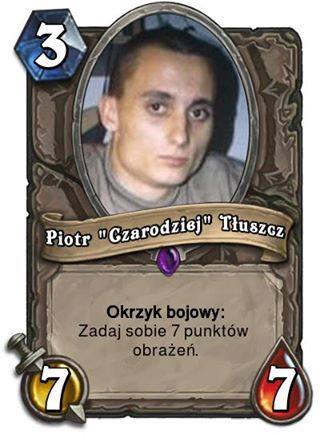 3
Piotr "Czarodziej" Tłuszcz
Okrzyk bojowy:
Zadaj sobie 7 punktów
obrażeń.
7 7